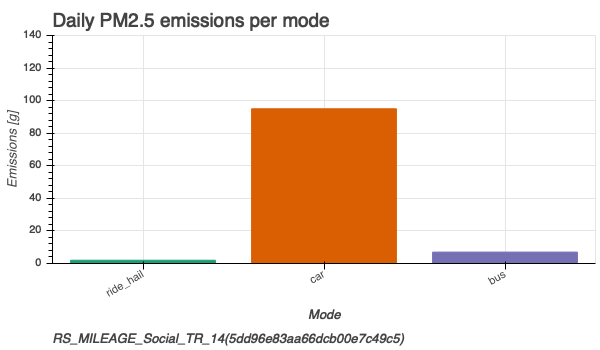 Daily PM2.5 emissions per mode
140
120
100
80
60
40
20
0
Emissions [g]
ride_hail
car
bus
Mode
RS_MILEAGE_Social_TR_14(5dd96e83aa66dcb00e7c49c5)